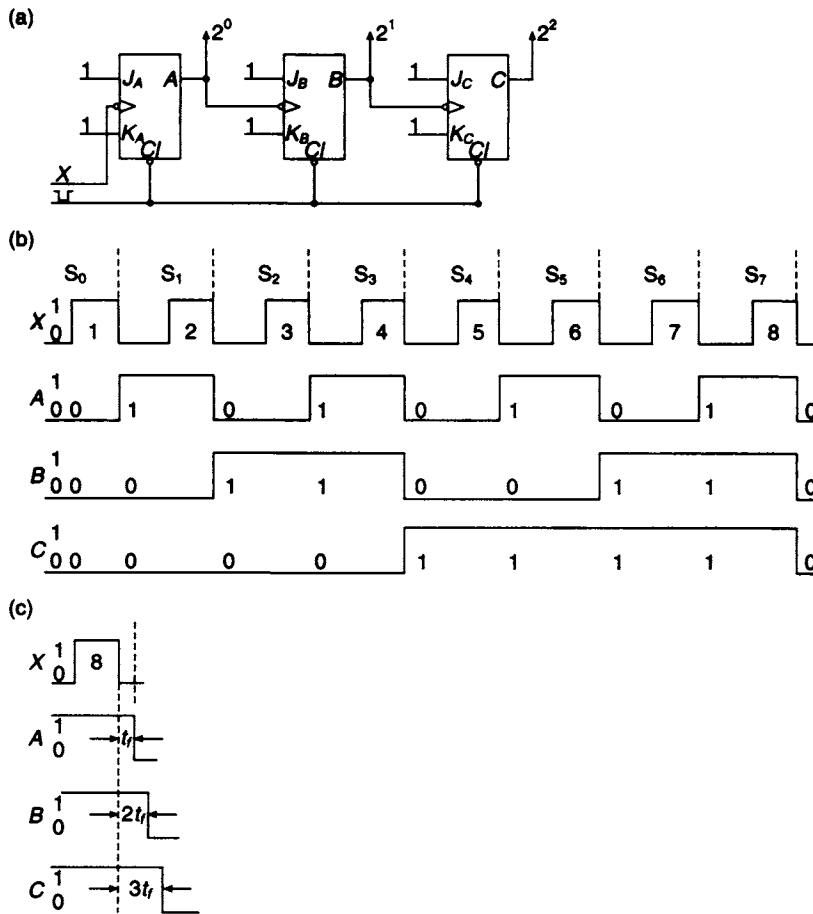 (a)
2⁰ 2¹ 2²
1 J_A A 1 J_B B 1 J_C C
1 K_A 1 K_B 1 K_C
Cl Cl Cl
X
(b)
S₀ S₁ S₂ S₃ S₄ S₅ S₆ S₇
X 1 0 1 2 3 4 5 6 7 8
A 1 0 0 1 0 1 0 1 0 1 0
B 1 0 0 0 1 1 0 0 1 1 0
C 1 0 0 0 0 0 1 1 1 1 0
(c)
X 1 0 8
A 1 0 t_f
B 1 0 2t_f
C 1 0 3t_f